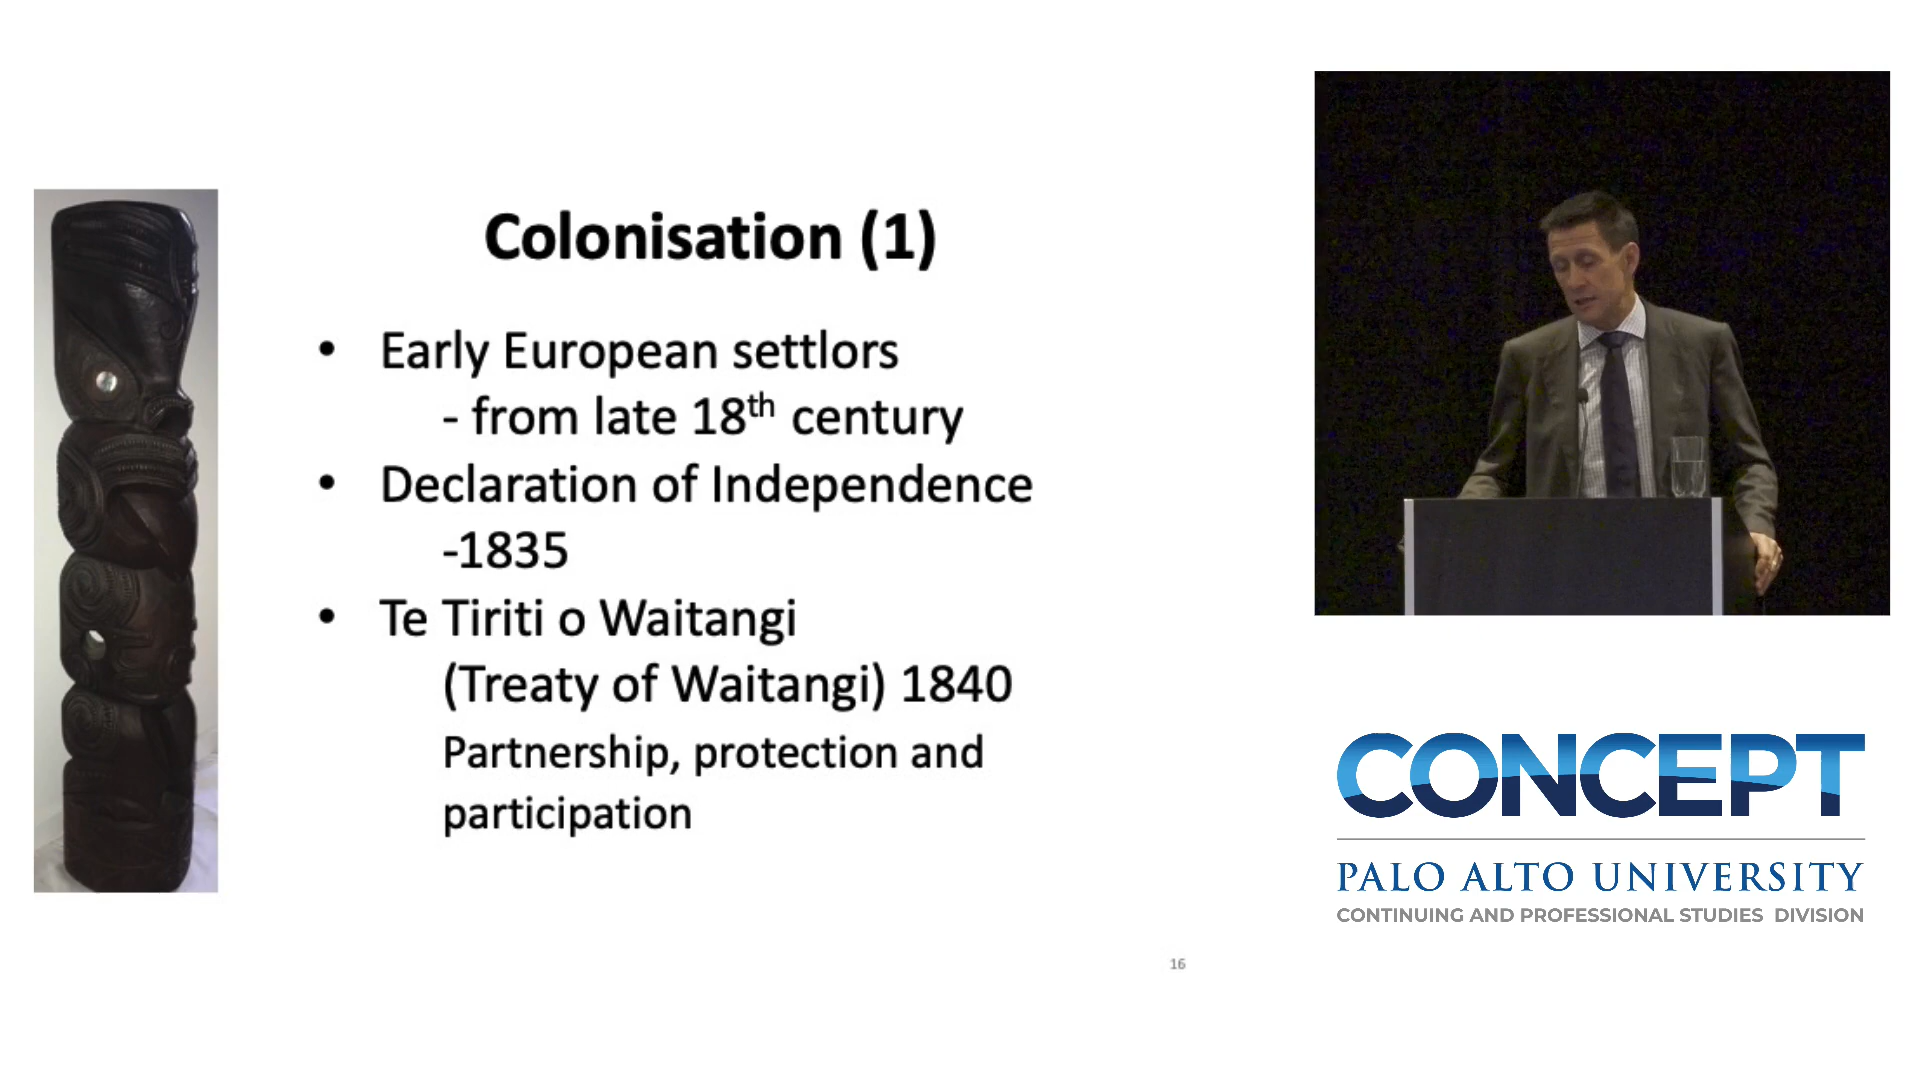 Colonisation (1)
• Early European settlors
- from late 18th century
• Declaration of Independence
-1835
• Te Tiriti o Waitangi
(Treaty of Waitangi) 1840
Partnership, protection and
participation
16
CONCEPT
PALO ALTO UNIVERSITY
CONTINUING AND PROFESSIONAL STUDIES DIVISION